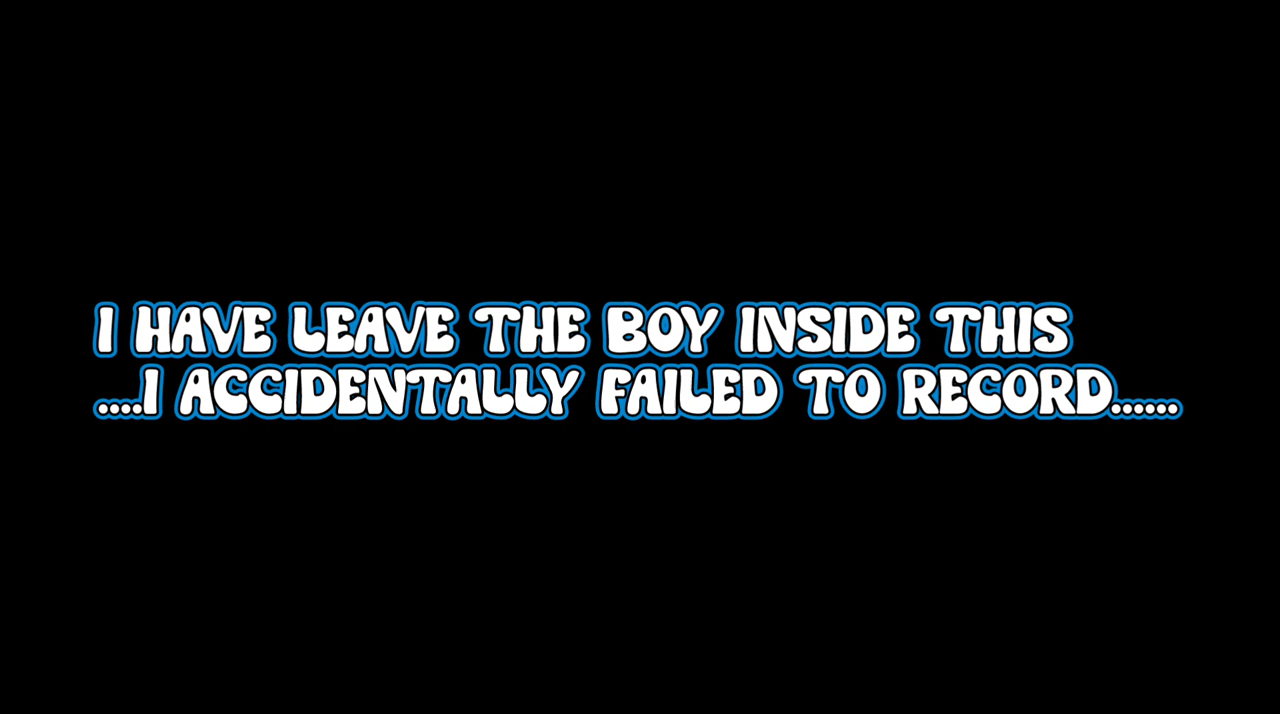 I HAVE LEAVE THE BOY INSIDE THIS
....I ACCIDENTALLY FAILED TO RECORD......